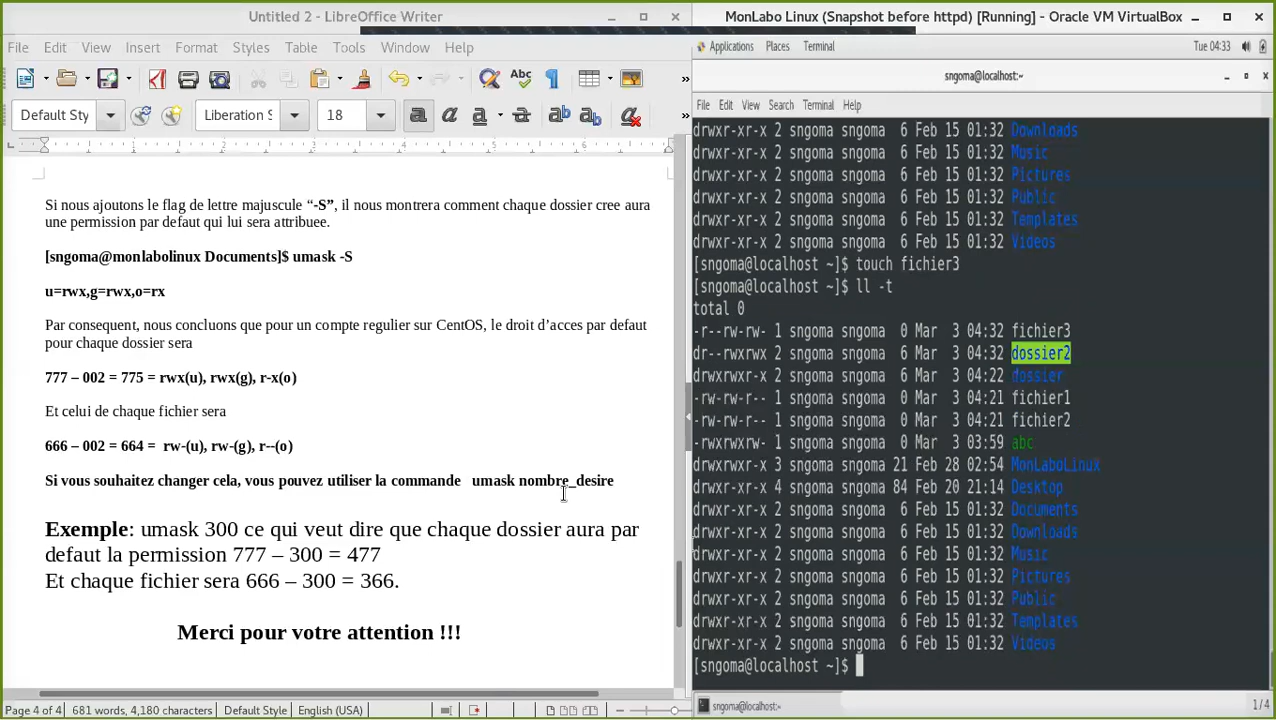 Untitled 2 - LibreOffice Writer
File Edit View Insert Format Styles Table Tools Window Help
Default Sty
Liberation S
18
1 2 3 4 5 6
Si nous ajoutons le flag de lettre majuscule “-S”, il nous montrera comment chaque dossier cree aura
une permission par defaut qui lui sera attribuee.
[sngoma@monlabolinux Documents]$ umask -S
u=rwx,g=rwx,o=rx
Par consequent, nous concluons que pour un compte regulier sur CentOS, le droit d’acces par defaut
pour chaque dossier sera
777 – 002 = 775 = rwx(u), rwx(g), r-x(o)
Et celui de chaque fichier sera
666 – 002 = 664 = rw-(u), rw-(g), r--(o)
Si vous souhaitez changer cela, vous pouvez utiliser la commande umask nombre_desire
Exemple: umask 300 ce qui veut dire que chaque dossier aura par
defaut la permission 777 – 300 = 477
Et chaque fichier sera 666 – 300 = 366.
Merci pour votre attention !!!
Page 4 of 4 681 words, 4,180 characters Default Style English (USA)
MonLabo Linux (Snapshot before httpd) [Running] - Oracle VM VirtualBox
Applications Places Terminal Tue 04:33
sngoma@localhost:~
File Edit View Search Terminal Help
drwxr-xr-x 2 sngoma sngoma 6 Feb 15 01:32 Downloads
drwxr-xr-x 2 sngoma sngoma 6 Feb 15 01:32 Music
drwxr-xr-x 2 sngoma sngoma 6 Feb 15 01:32 Pictures
drwxr-xr-x 2 sngoma sngoma 6 Feb 15 01:32 Public
drwxr-xr-x 2 sngoma sngoma 6 Feb 15 01:32 Templates
drwxr-xr-x 2 sngoma sngoma 6 Feb 15 01:32 Videos
[sngoma@localhost ~]$ touch fichier3
[sngoma@localhost ~]$ ll -t
total 0
-r--rw-rw- 1 sngoma sngoma 0 Mar 3 04:32 fichier3
dr--rwxrwx 2 sngoma sngoma 6 Mar 3 04:32 dossier2
drwxrwxr-x 2 sngoma sngoma 6 Mar 3 04:22 dossier
-rw-rw-r-- 1 sngoma sngoma 0 Mar 3 04:21 fichier1
-rw-rw-r-- 1 sngoma sngoma 0 Mar 3 04:21 fichier2
-rwxrwxrw- 1 sngoma sngoma 0 Mar 3 03:59 abc
drwxrwxr-x 3 sngoma sngoma 21 Feb 28 02:54 MonLaboLinux
drwxr-xr-x 4 sngoma sngoma 84 Feb 20 21:14 Desktop
drwxr-xr-x 2 sngoma sngoma 6 Feb 15 01:32 Documents
drwxr-xr-x 2 sngoma sngoma 6 Feb 15 01:32 Downloads
drwxr-xr-x 2 sngoma sngoma 6 Feb 15 01:32 Music
drwxr-xr-x 2 sngoma sngoma 6 Feb 15 01:32 Pictures
drwxr-xr-x 2 sngoma sngoma 6 Feb 15 01:32 Public
drwxr-xr-x 2 sngoma sngoma 6 Feb 15 01:32 Templates
drwxr-xr-x 2 sngoma sngoma 6 Feb 15 01:32 Videos
[sngoma@localhost ~]$
sngoma@localhost:~ 1 / 4